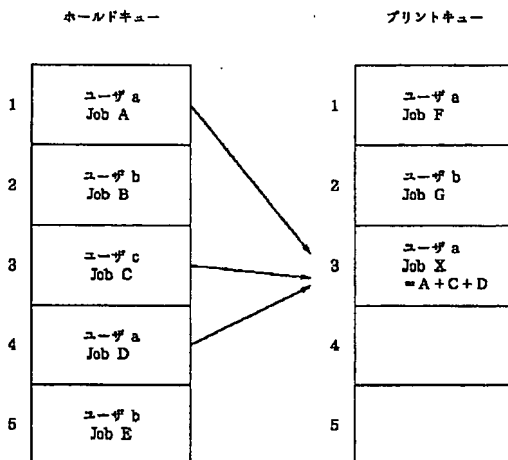 ホールドキュー
1
ユーザ a
Job A
2
ユーザ b
Job B
3
ユーザ c
Job C
4
ユーザ a
Job D
5
ユーザ b
Job E
プリントキュー
1
ユーザ a
Job F
2
ユーザ b
Job G
3
ユーザ a
Job X
=A+C+D
4
5